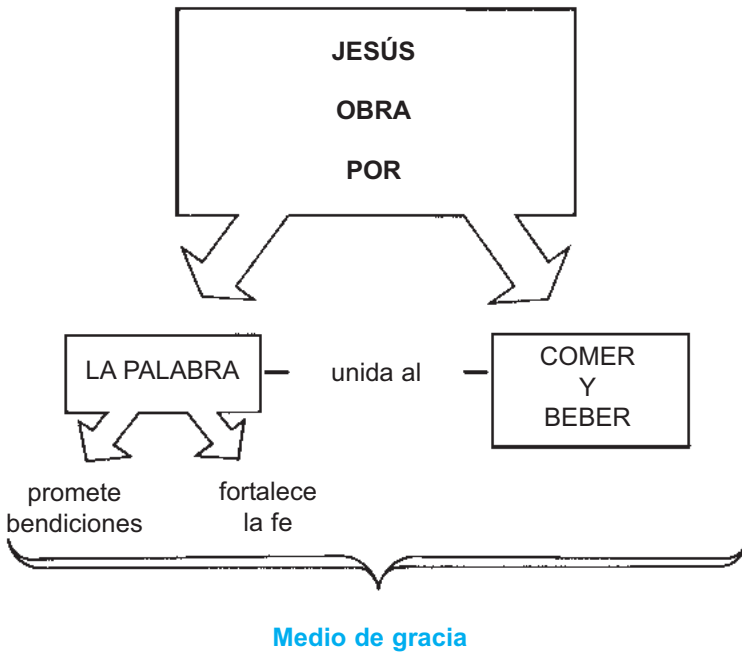 JESÚS
OBRA
POR
LA PALABRA
unida al
COMER
Y
BEBER
promete
bendiciones
fortalece
la fe
Medio de gracia